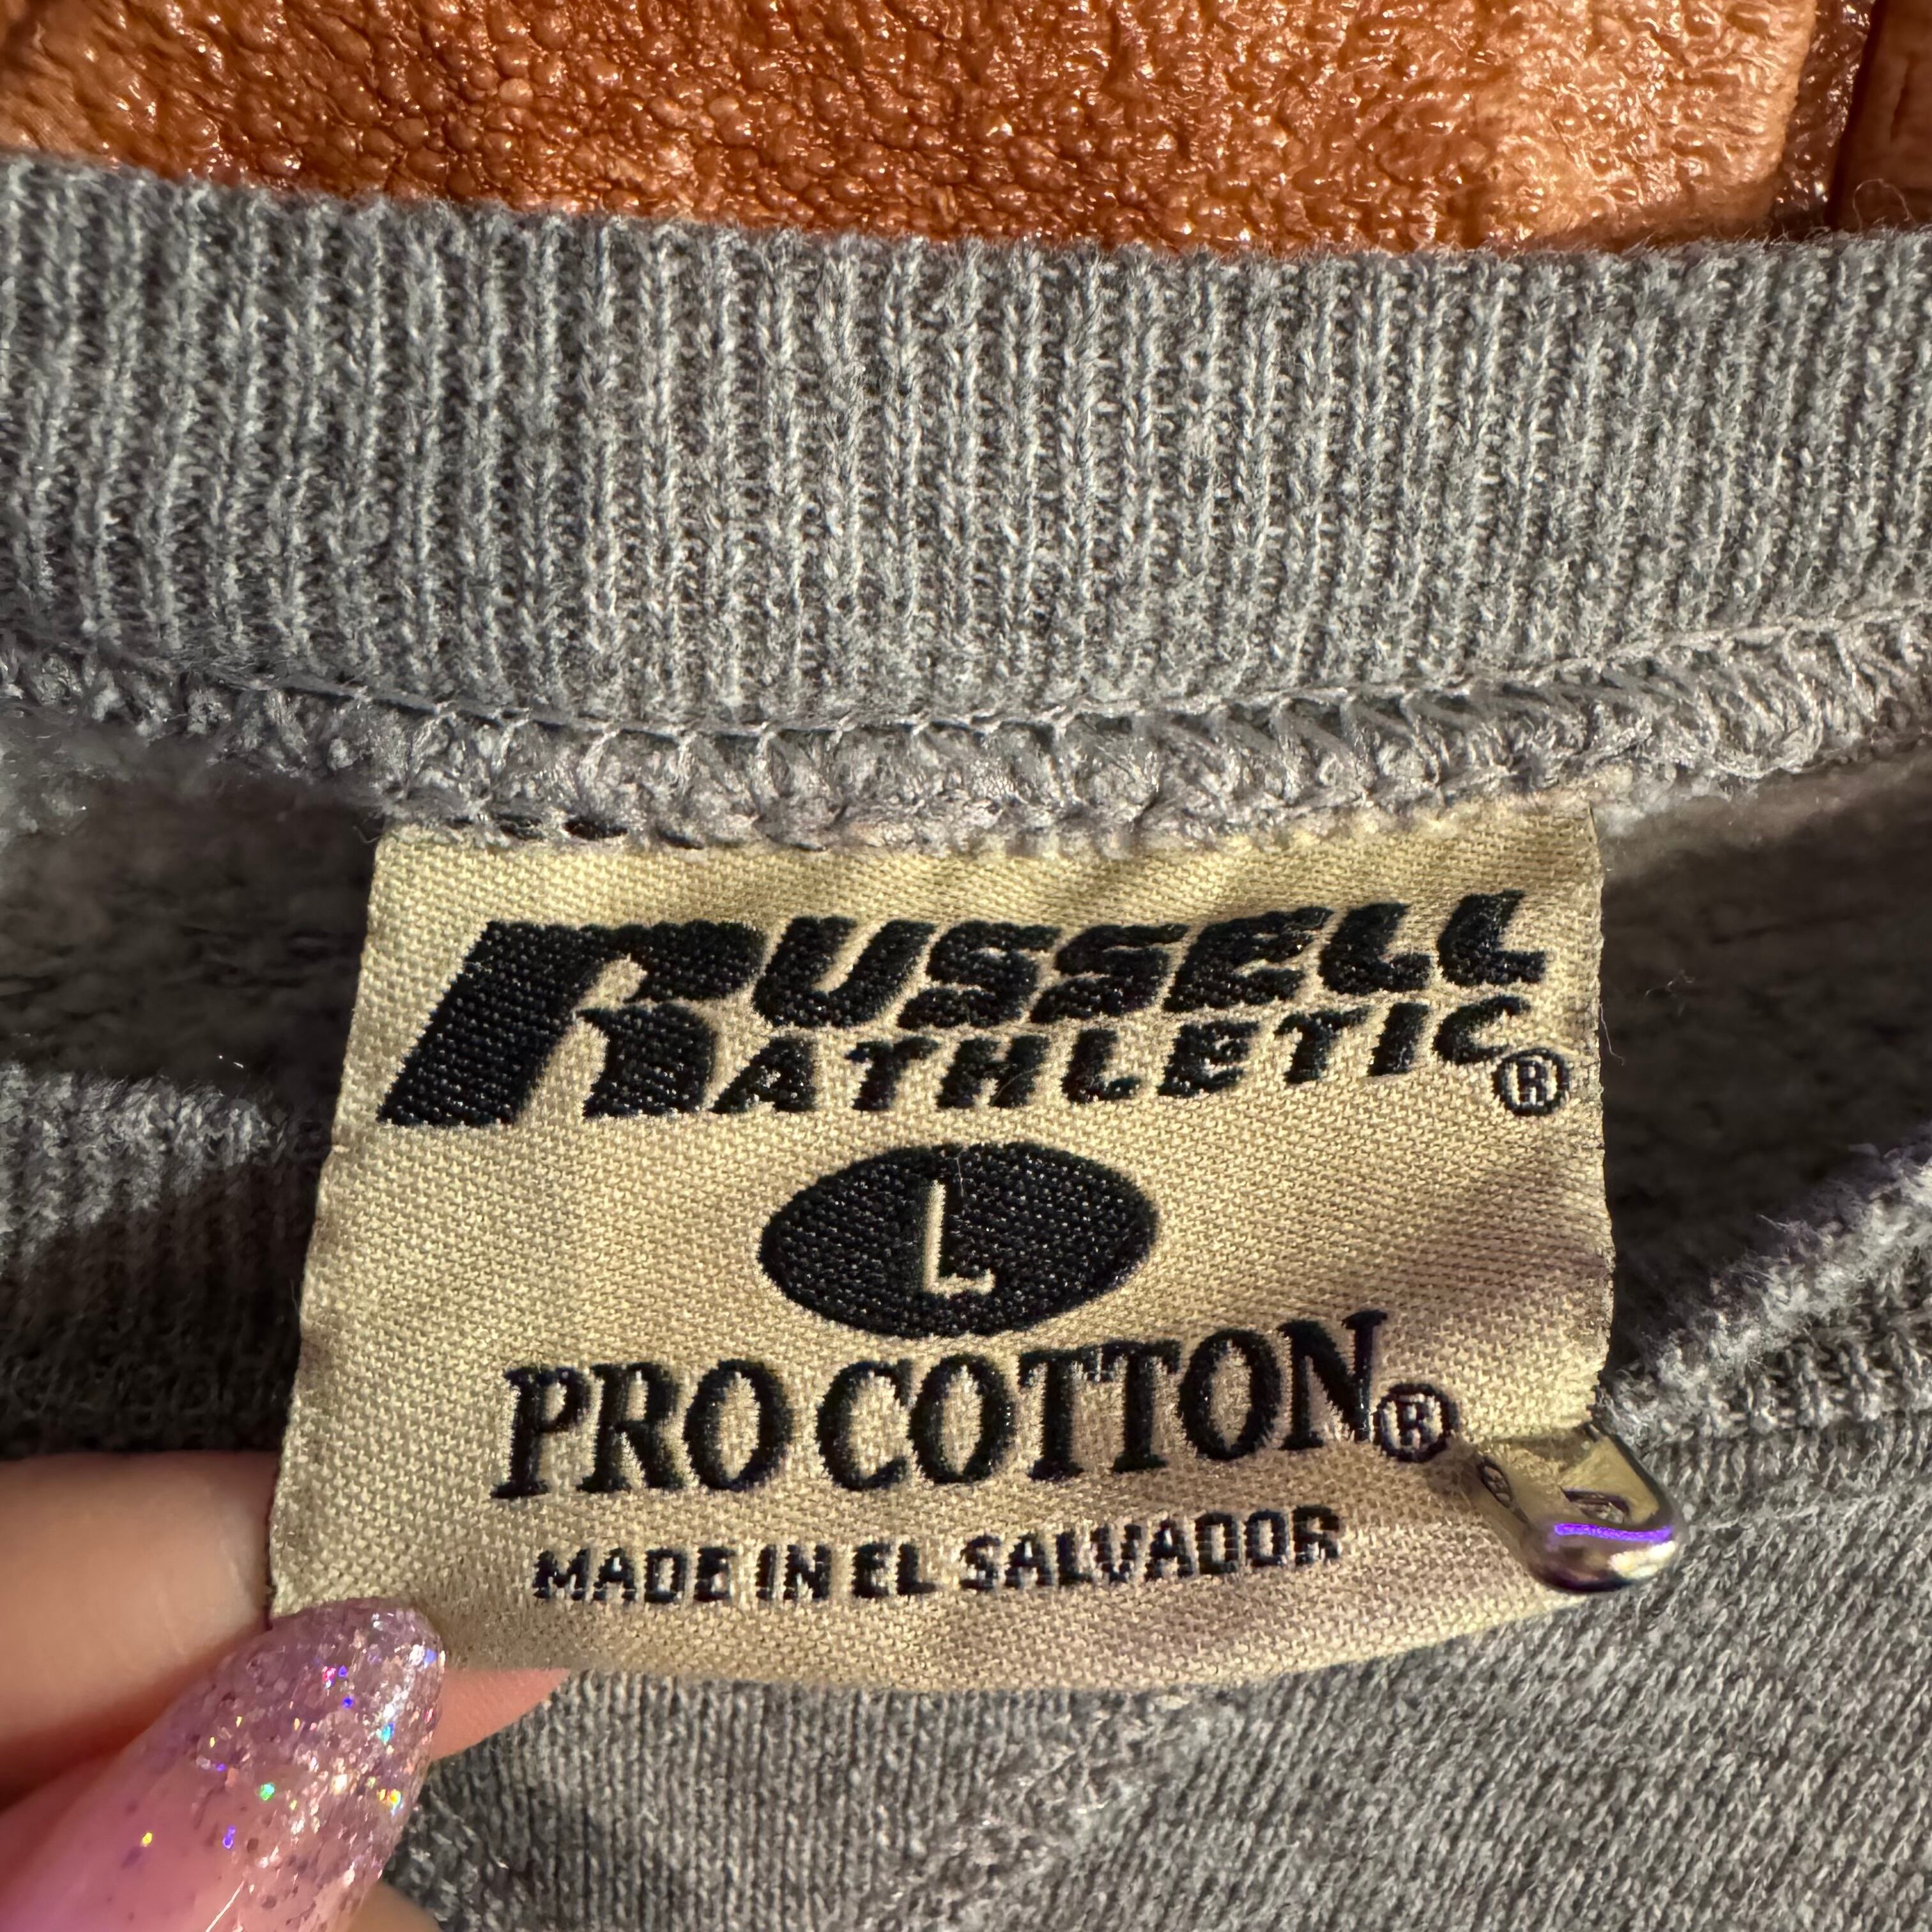 RUSSELL
ATHLETIC®
L
PRO COTTON®
MADE IN EL SALVADOR